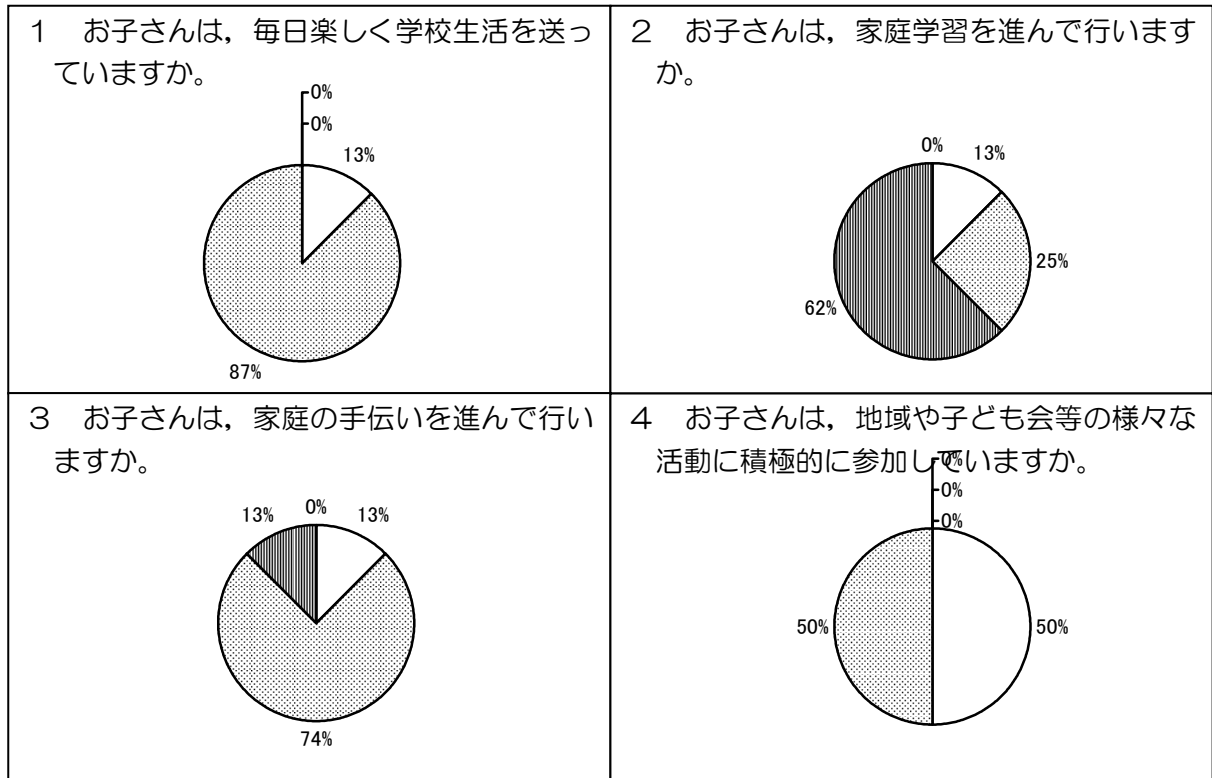 1　お子さんは，毎日楽しく学校生活を送っ
ていますか。
0%
0%
13%
87%
2　お子さんは，家庭学習を進んで行います
か。
0%
13%
25%
62%
3　お子さんは，家庭の手伝いを進んで行い
ますか。
13%
0%
13%
74%
4　お子さんは，地域や子ども会等の様々な
活動に積極的に参加していますか。
0%
0%
0%
50%
50%